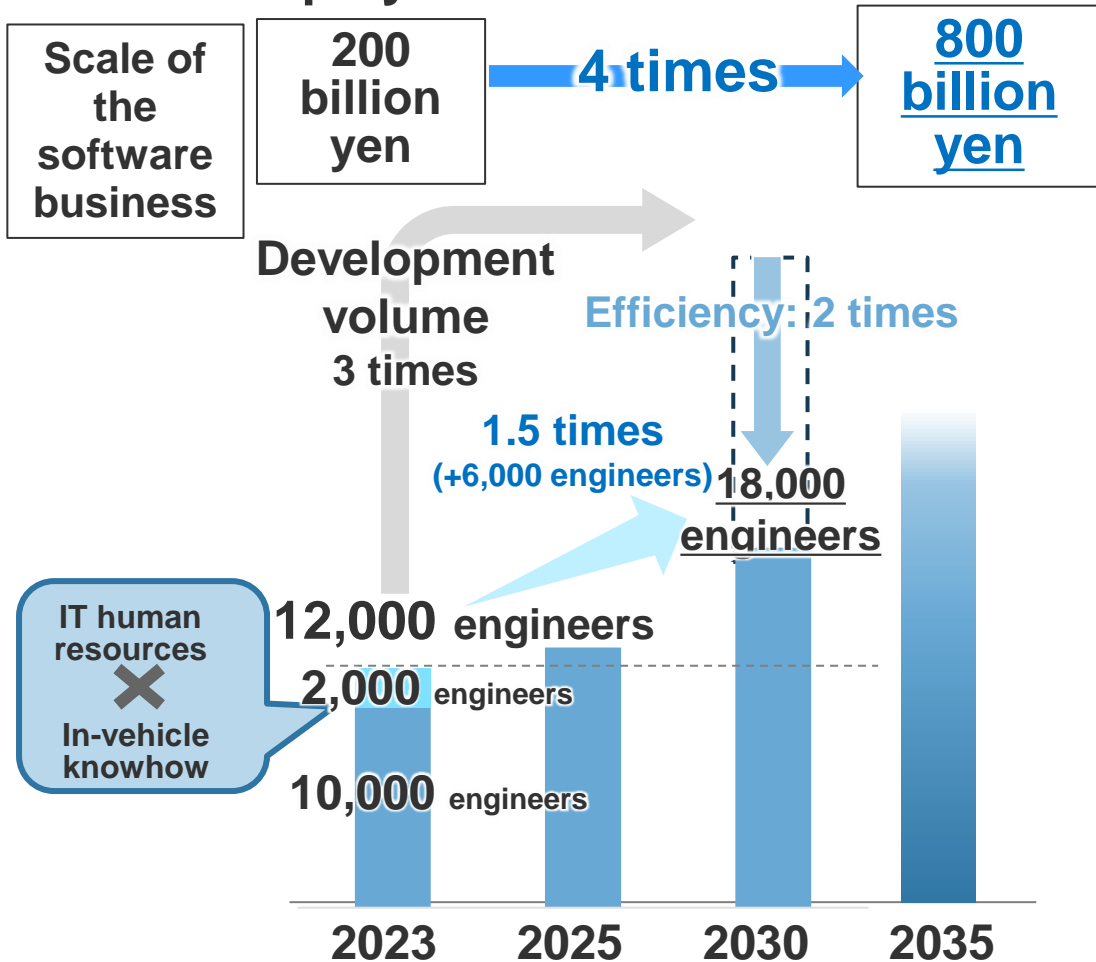 Scale of
the
software
business
200
billion
yen
4 times
800
billion
yen
Development
volume
3 times
Efficiency: 2 times
1.5 times
(+6,000 engineers)
18,000
engineers
IT human
resources
In-vehicle
knowhow
12,000 engineers
2,000 engineers
10,000 engineers
2023
2025
2030
2035